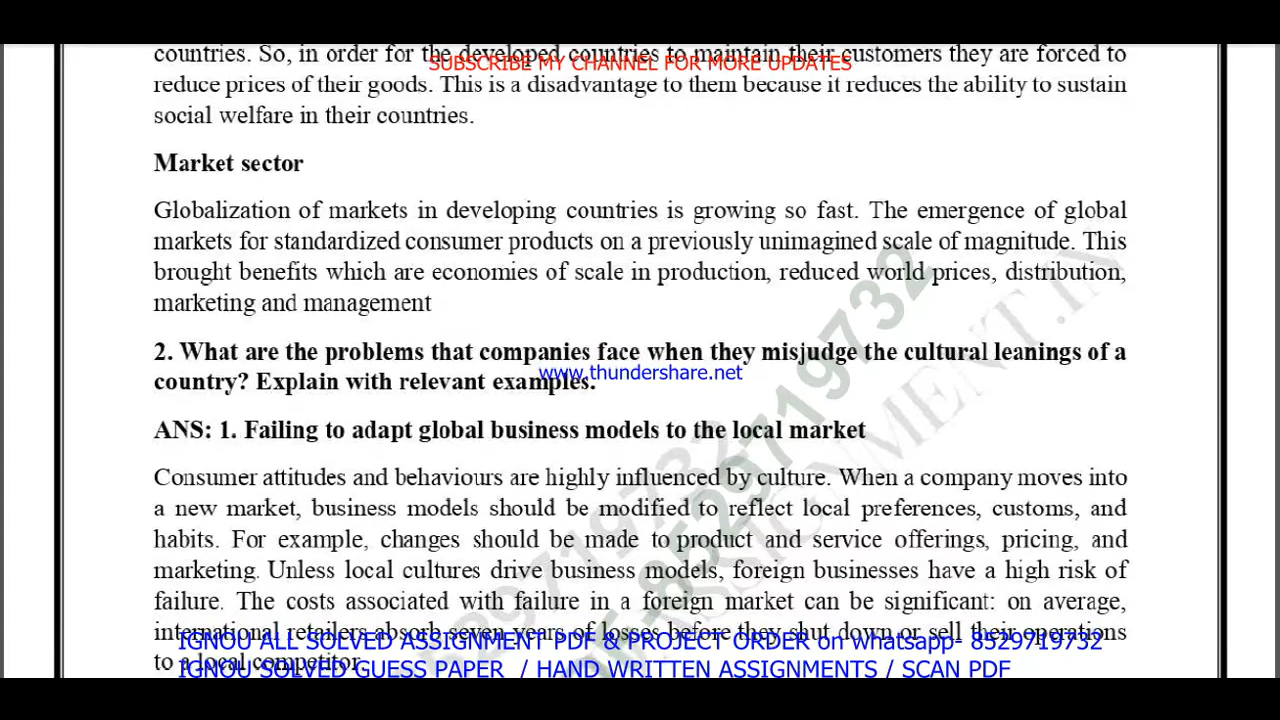 countries. So, in order for the developed countries to maintain their customers they are forced to
SUBSCRIBE MY CHANNEL FOR MORE UPDATES
reduce prices of their goods. This is a disadvantage to them because it reduces the ability to sustain
social welfare in their countries.
Market sector
Globalization of markets in developing countries is growing so fast. The emergence of global
markets for standardized consumer products on a previously unimagined scale of magnitude. This
brought benefits which are economies of scale in production, reduced world prices, distribution,
marketing and management
2. What are the problems that companies face when they misjudge the cultural leanings of a
www.thundershare.net
country? Explain with relevant examples.
ANS: 1. Failing to adapt global business models to the local market
Consumer attitudes and behaviours are highly influenced by culture. When a company moves into
a new market, business models should be modified to reflect local preferences, customs, and
habits. For example, changes should be made to product and service offerings, pricing, and
marketing. Unless local cultures drive business models, foreign businesses have a high risk of
failure. The costs associated with failure in a foreign market can be significant: on average,
international retailers absorb seven years of losses before they shut down or sell their operations
IGNOU ALL SOLVED ASSIGNMENT PDF & PROJECT ORDER on whatsapp- 8529719732
to a local competitor.
IGNOU SOLVED GUESS PAPER / HAND WRITTEN ASSIGNMENTS / SCAN PDF
8529719732
ASSIGNMENT.IN